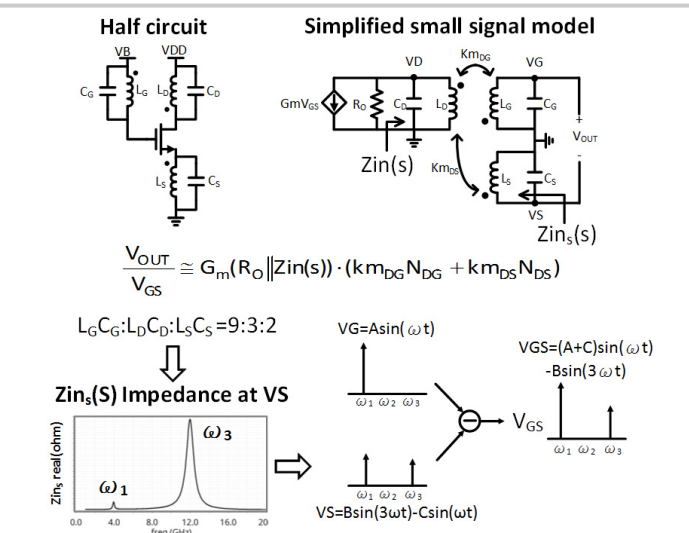 Half circuit
VB VDD
CG LG LD CD
LS CS
Simplified small signal model
VD KmDG VG
GmVGS RO CD LD LG CG
+
VOUT
-
Zin(s) KmDS LS CS
VS
Zins(s)
VOUT/VGS ≅ Gm(RO||Zin(s)) · (kmDGNDG + kmDSNDS)
LGCG:LDCD:LSCS=9:3:2
Zins(S) Impedance at VS
Zins real(ohm)
ω1
ω3
0.0 4.0 8.0 12.0 16.0 20
freq(GHz)
VG=Asin(ωt)
ω1 ω2 ω3
ω1 ω2 ω3
VS=Bsin(3ωt)-Csin(ωt)
VGS
VGS=(A+C)sin(ωt)
-Bsin(3ωt)
ω1 ω2 ω3